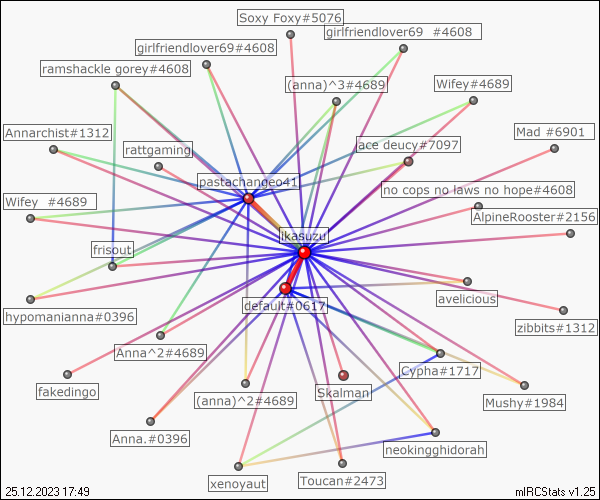 Soxy Foxy#5076
girlfriendlover69 #4608
girlfriendlover69#4608
ramshackle gorey#4608
(anna)^3#4689
Wifey#4689
Annarchist#1312
rattgaming
ace deucy#7097
Mad #6901
pastachangeo41
no cops no laws no hope#4608
Wifey #4689
AlpineRooster#2156
ikasuzu
frisout
avelicious
default#0617
hypomanianna#0396
zibbits#1312
Anna^2#4689
Cypha#1717
fakedingo
(anna)^2#4689
Skalman
Mushy#1984
Anna.#0396
neokingghidorah
xenoyaut
Toucan#2473
25.12.2023 17:49
mIRCStats v1.25